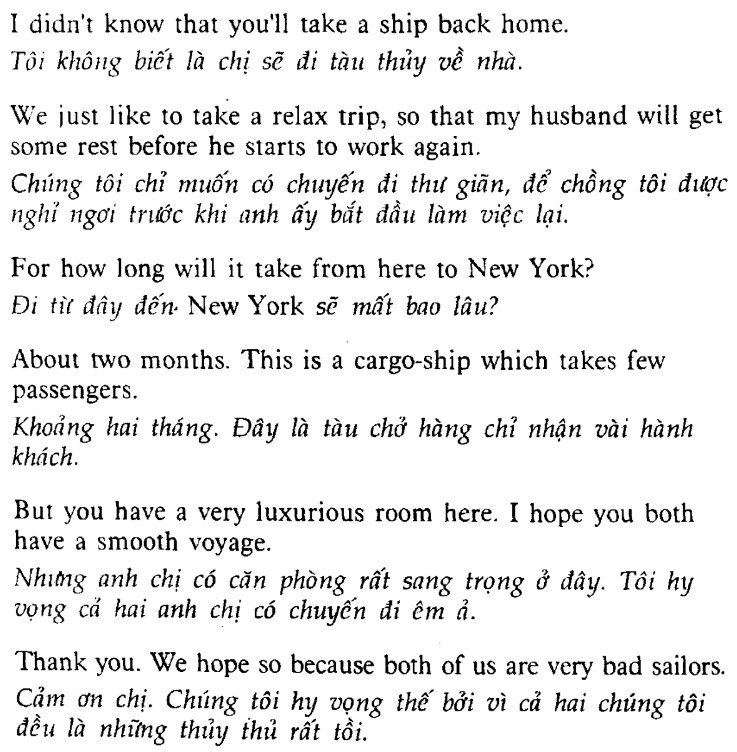 I didn't know that you'll take a ship back home.
Tôi không biết là chị sẽ đi tàu thủy về nhà.
We just like to take a relax trip, so that my husband will get
some rest before he starts to work again.
Chúng tôi chỉ muốn có chuyến đi thư giãn, để chồng tôi được
nghỉ ngơi trước khi anh ấy bắt đầu làm việc lại.
For how long will it take from here to New York?
Đi từ đây đến New York sẽ mất bao lâu?
About two months. This is a cargo-ship which takes few
passengers.
Khoảng hai tháng. Đây là tàu chở hàng chỉ nhận vài hành
khách.
But you have a very luxurious room here. I hope you both
have a smooth voyage.
Nhưng anh chị có căn phòng rất sang trọng ở đây. Tôi hy
vọng cả hai anh chị có chuyến đi êm ả.
Thank you. We hope so because both of us are very bad sailors.
Cảm ơn chị. Chúng tôi hy vọng thế bởi vì cả hai chúng tôi
đều là những thủy thủ rất tồi.